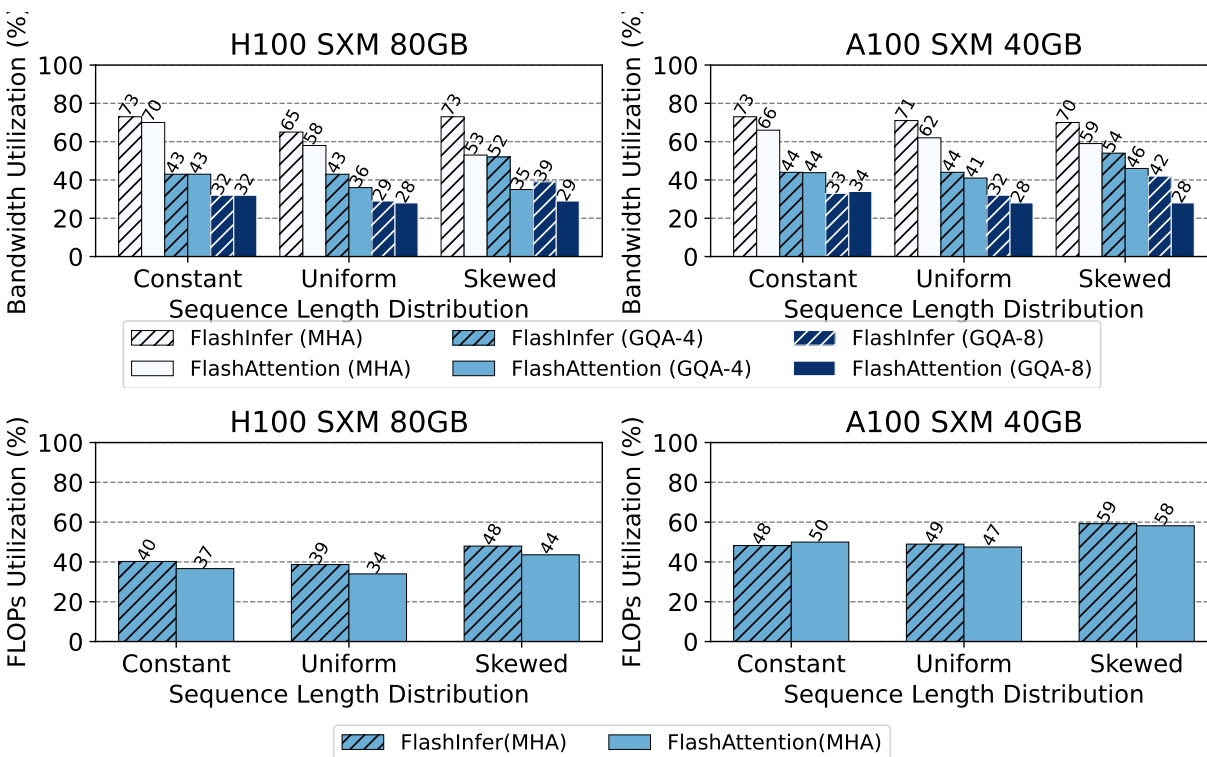 H100 SXM 80GB
Bandwidth Utilization (%)
100
80
60
40
20
0
73 70 43 43 32 32
65 58 43 36 29 28
73 53 52 35 39 29
Constant Uniform Skewed
Sequence Length Distribution
A100 SXM 40GB
Bandwidth Utilization (%)
100
80
60
40
20
0
73 66 44 44 33 34
71 62 44 41 32 28
70 59 54 46 42 28
Constant Uniform Skewed
Sequence Length Distribution
FlashInfer (MHA) FlashInfer (GQA-4) FlashInfer (GQA-8)
FlashAttention (MHA) FlashAttention (GQA-4) FlashAttention (GQA-8)
H100 SXM 80GB
FLOPs Utilization (%)
100
80
60
40
20
0
40 37
39 34
48 44
Constant Uniform Skewed
Sequence Length Distribution
A100 SXM 40GB
FLOPs Utilization (%)
100
80
60
40
20
0
48 50
49 47
59 58
Constant Uniform Skewed
Sequence Length Distribution
FlashInfer(MHA) FlashAttention(MHA)